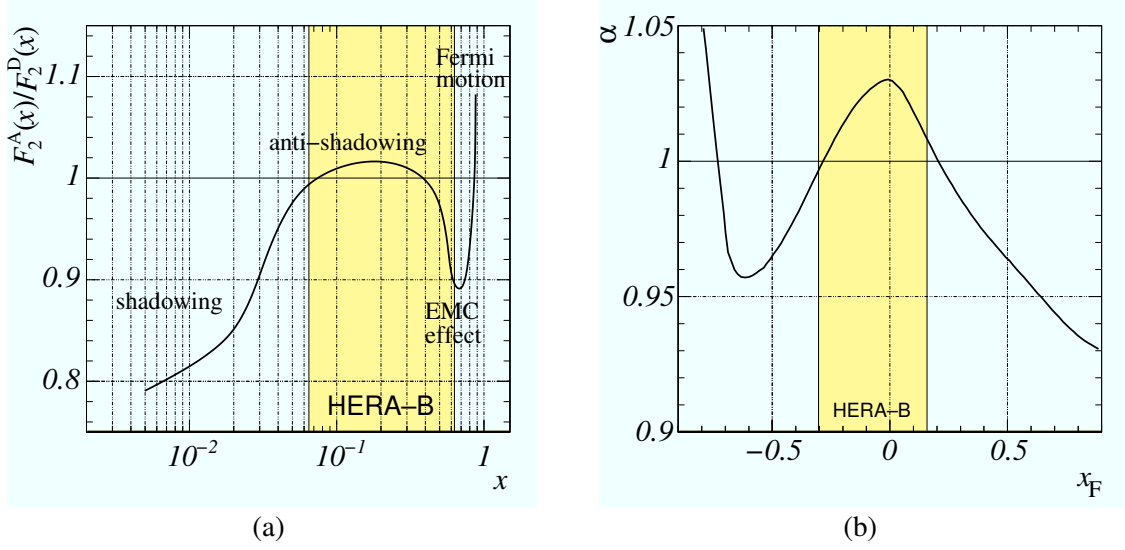 F₂ᴬ(x)/F₂ᴰ(x)
1.1
1
0.9
0.8
Fermi
motion
anti−shadowing
shadowing
EMC
effect
HERA−B
10⁻² 10⁻¹ 1
x
(a)
α
1.05
1
0.95
0.9
HERA−B
−0.5 0 0.5
x_F
(b)